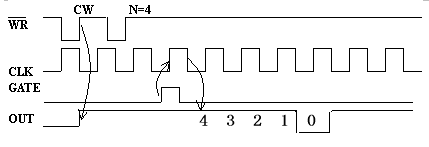 CW N=4
WR
CLK
GATE
OUT 4 3 2 1 0